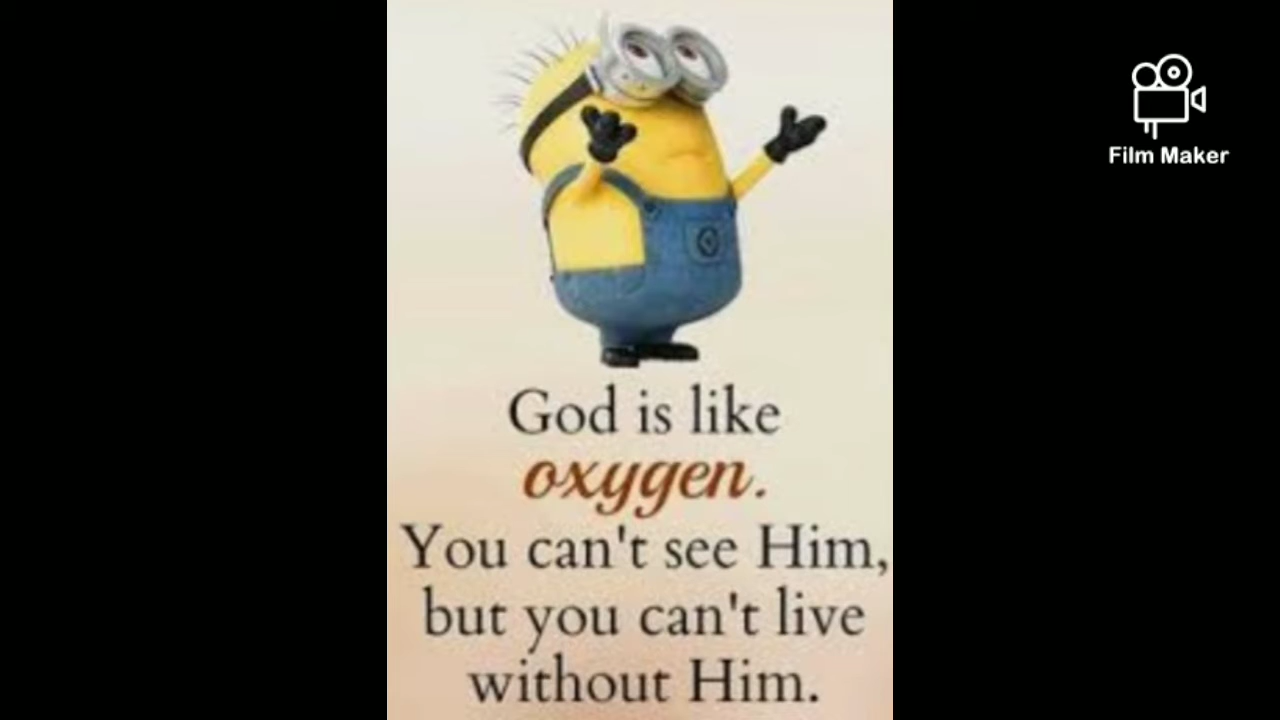 Film Maker
God is like
oxygen.
You can't see Him,
but you can't live
without Him.